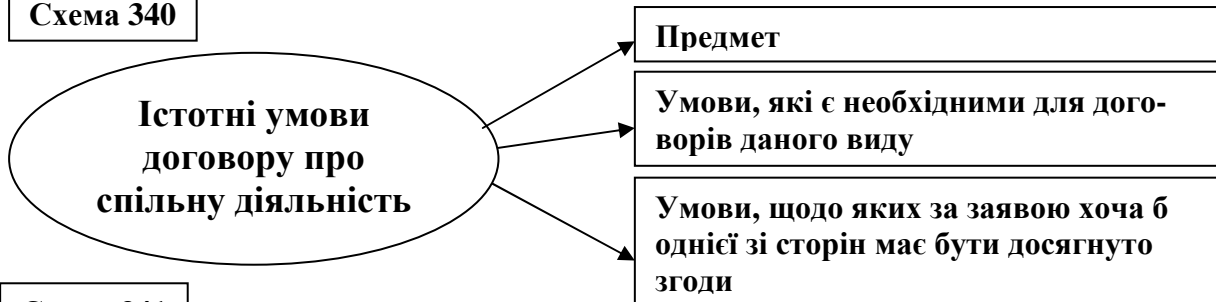 Схема 340
Предмет
Істотні умови
договору про
спільну діяльність
Умови, які є необхідними для дого-
ворів даного виду
Умови, щодо яких за заявою хоча б
однієї зі сторін має бути досягнуто
згоди